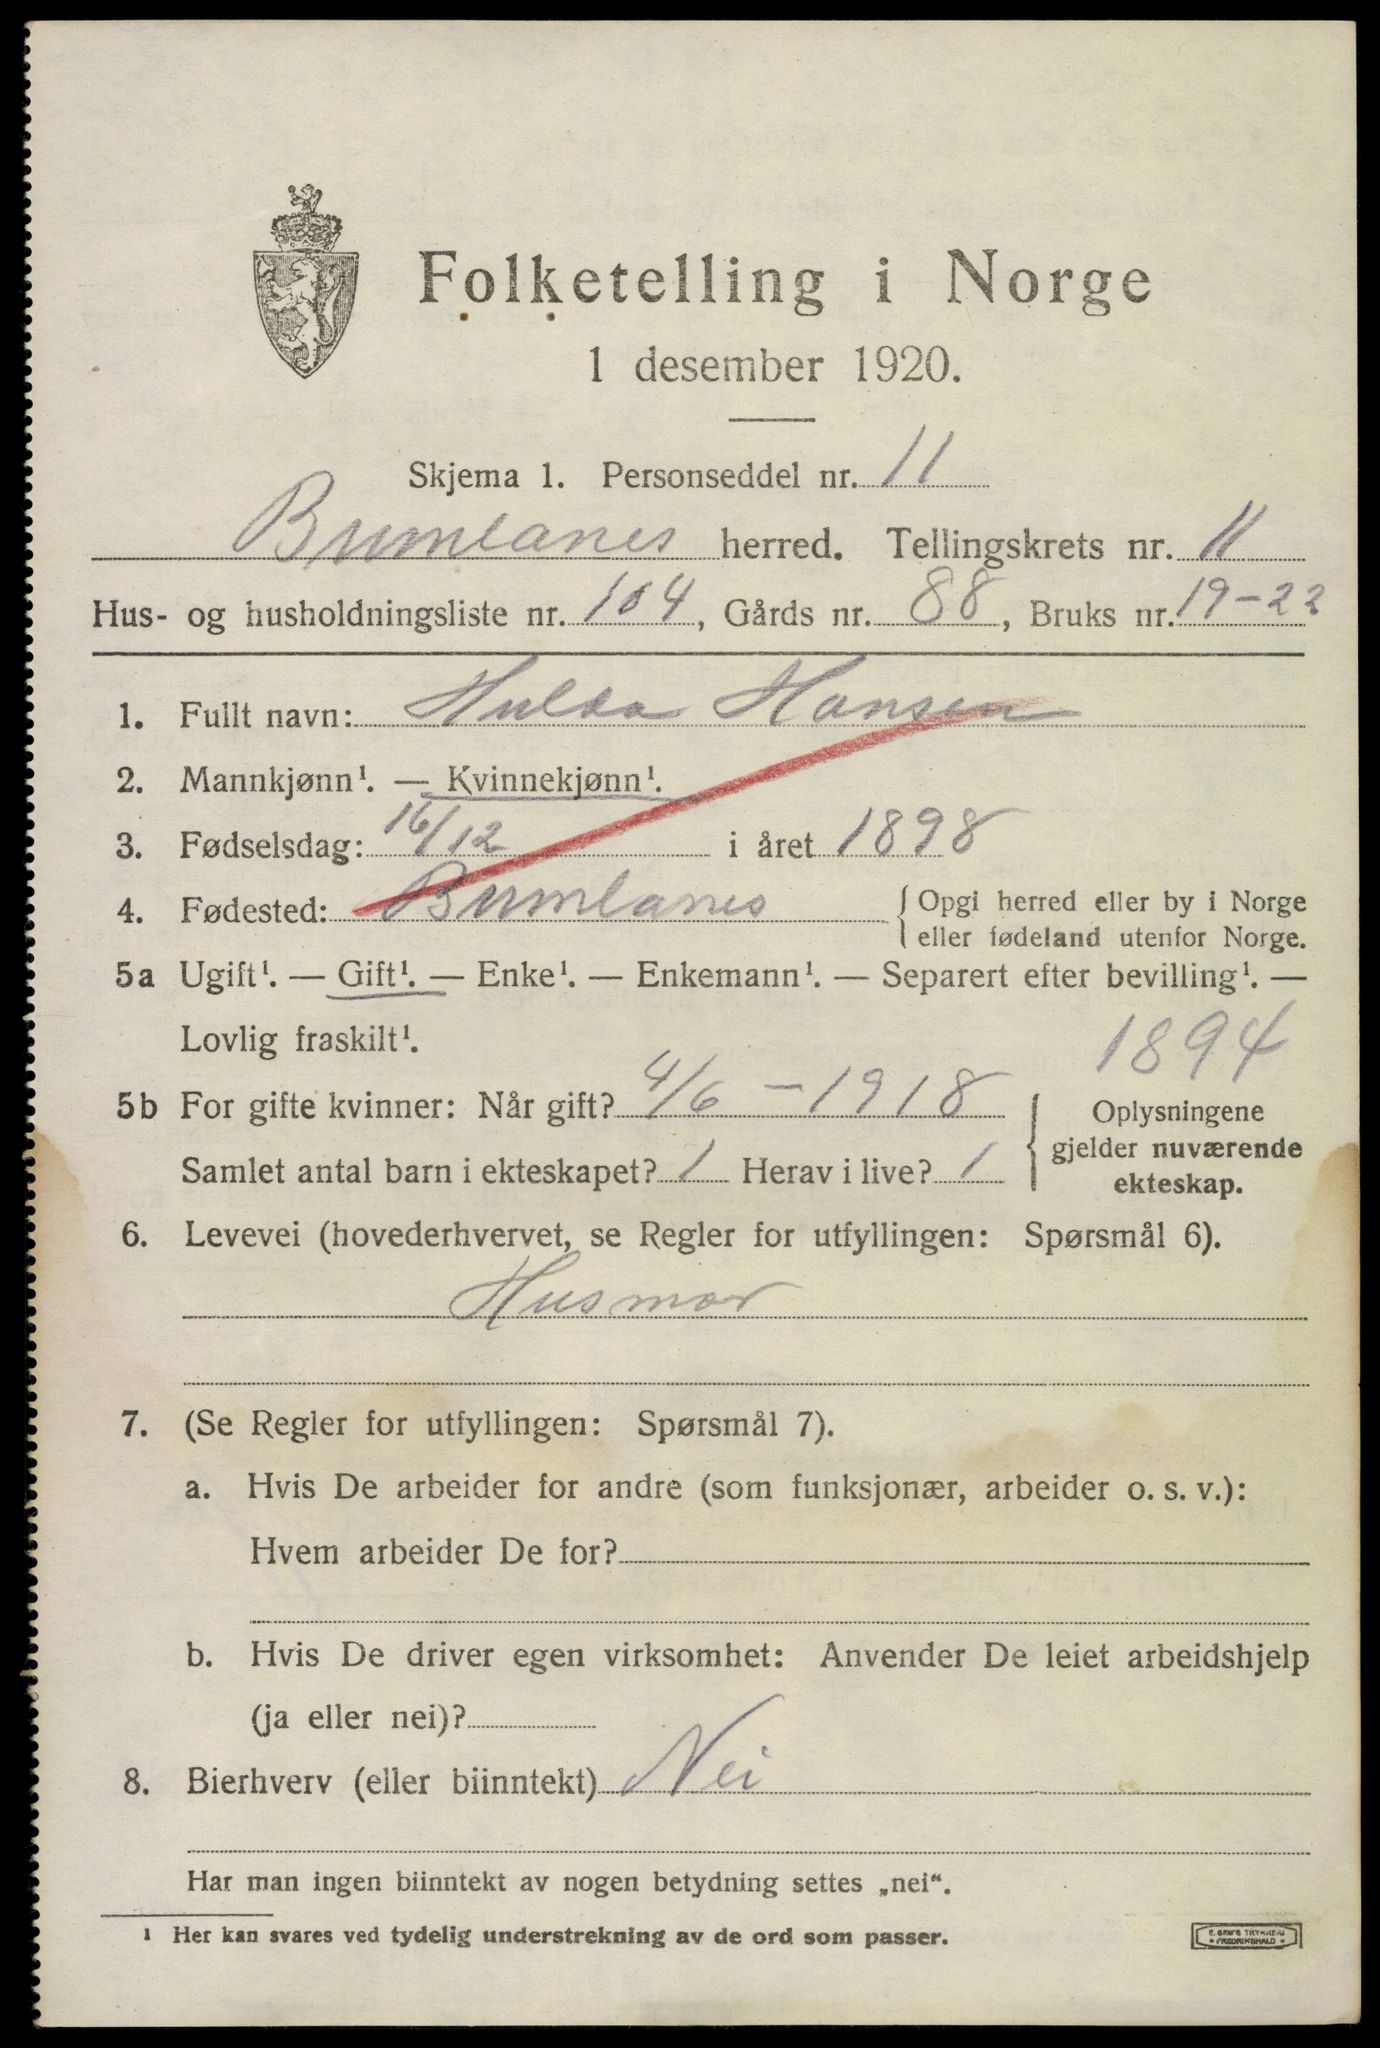 Folketelling i Norge
1 desember 1920.
Skjema 1. Personseddel nr. 11
Brunlanes herred. Tellingskrets nr. 11
Hus- og husholdningsliste nr. 104, Gårds nr. 88, Bruks nr. 19-22
1. Fullt navn: Hulda Hansen
2. Mannkjønn¹. — Kvinnekjønn¹.
3. Fødselsdag: 16/12 i året 1898
4. Fødested: Brunlanes { Opgi herred eller by i Norge
eller fødeland utenfor Norge.
5a Ugift¹. — Gift¹. — Enke¹. — Enkemann¹. — Separert efter bevilling¹. —
Lovlig fraskilt¹.
1894
5b For gifte kvinner: Når gift? 4/6 - 1918
Samlet antal barn i ekteskapet? 1 Herav i live? 1
{ Oplysningene
gjelder nuværende
ekteskap.
6. Levevei (hovederhvervet, se Regler for utfyllingen: Spørsmål 6).
Husmor
7. (Se Regler for utfyllingen: Spørsmål 7).
a. Hvis De arbeider for andre (som funksjonær, arbeider o. s. v.):
Hvem arbeider De for?
b. Hvis De driver egen virksomhet: Anvender De leiet arbeidshjelp
(ja eller nei)?
8. Bierhverv (eller biinntekt) Nei
Har man ingen biinntekt av nogen betydning settes „nei“.
¹ Her kan svares ved tydelig understrekning av de ord som passer.
E. SEM'S TRYKKERI
FREDRIKSHALD